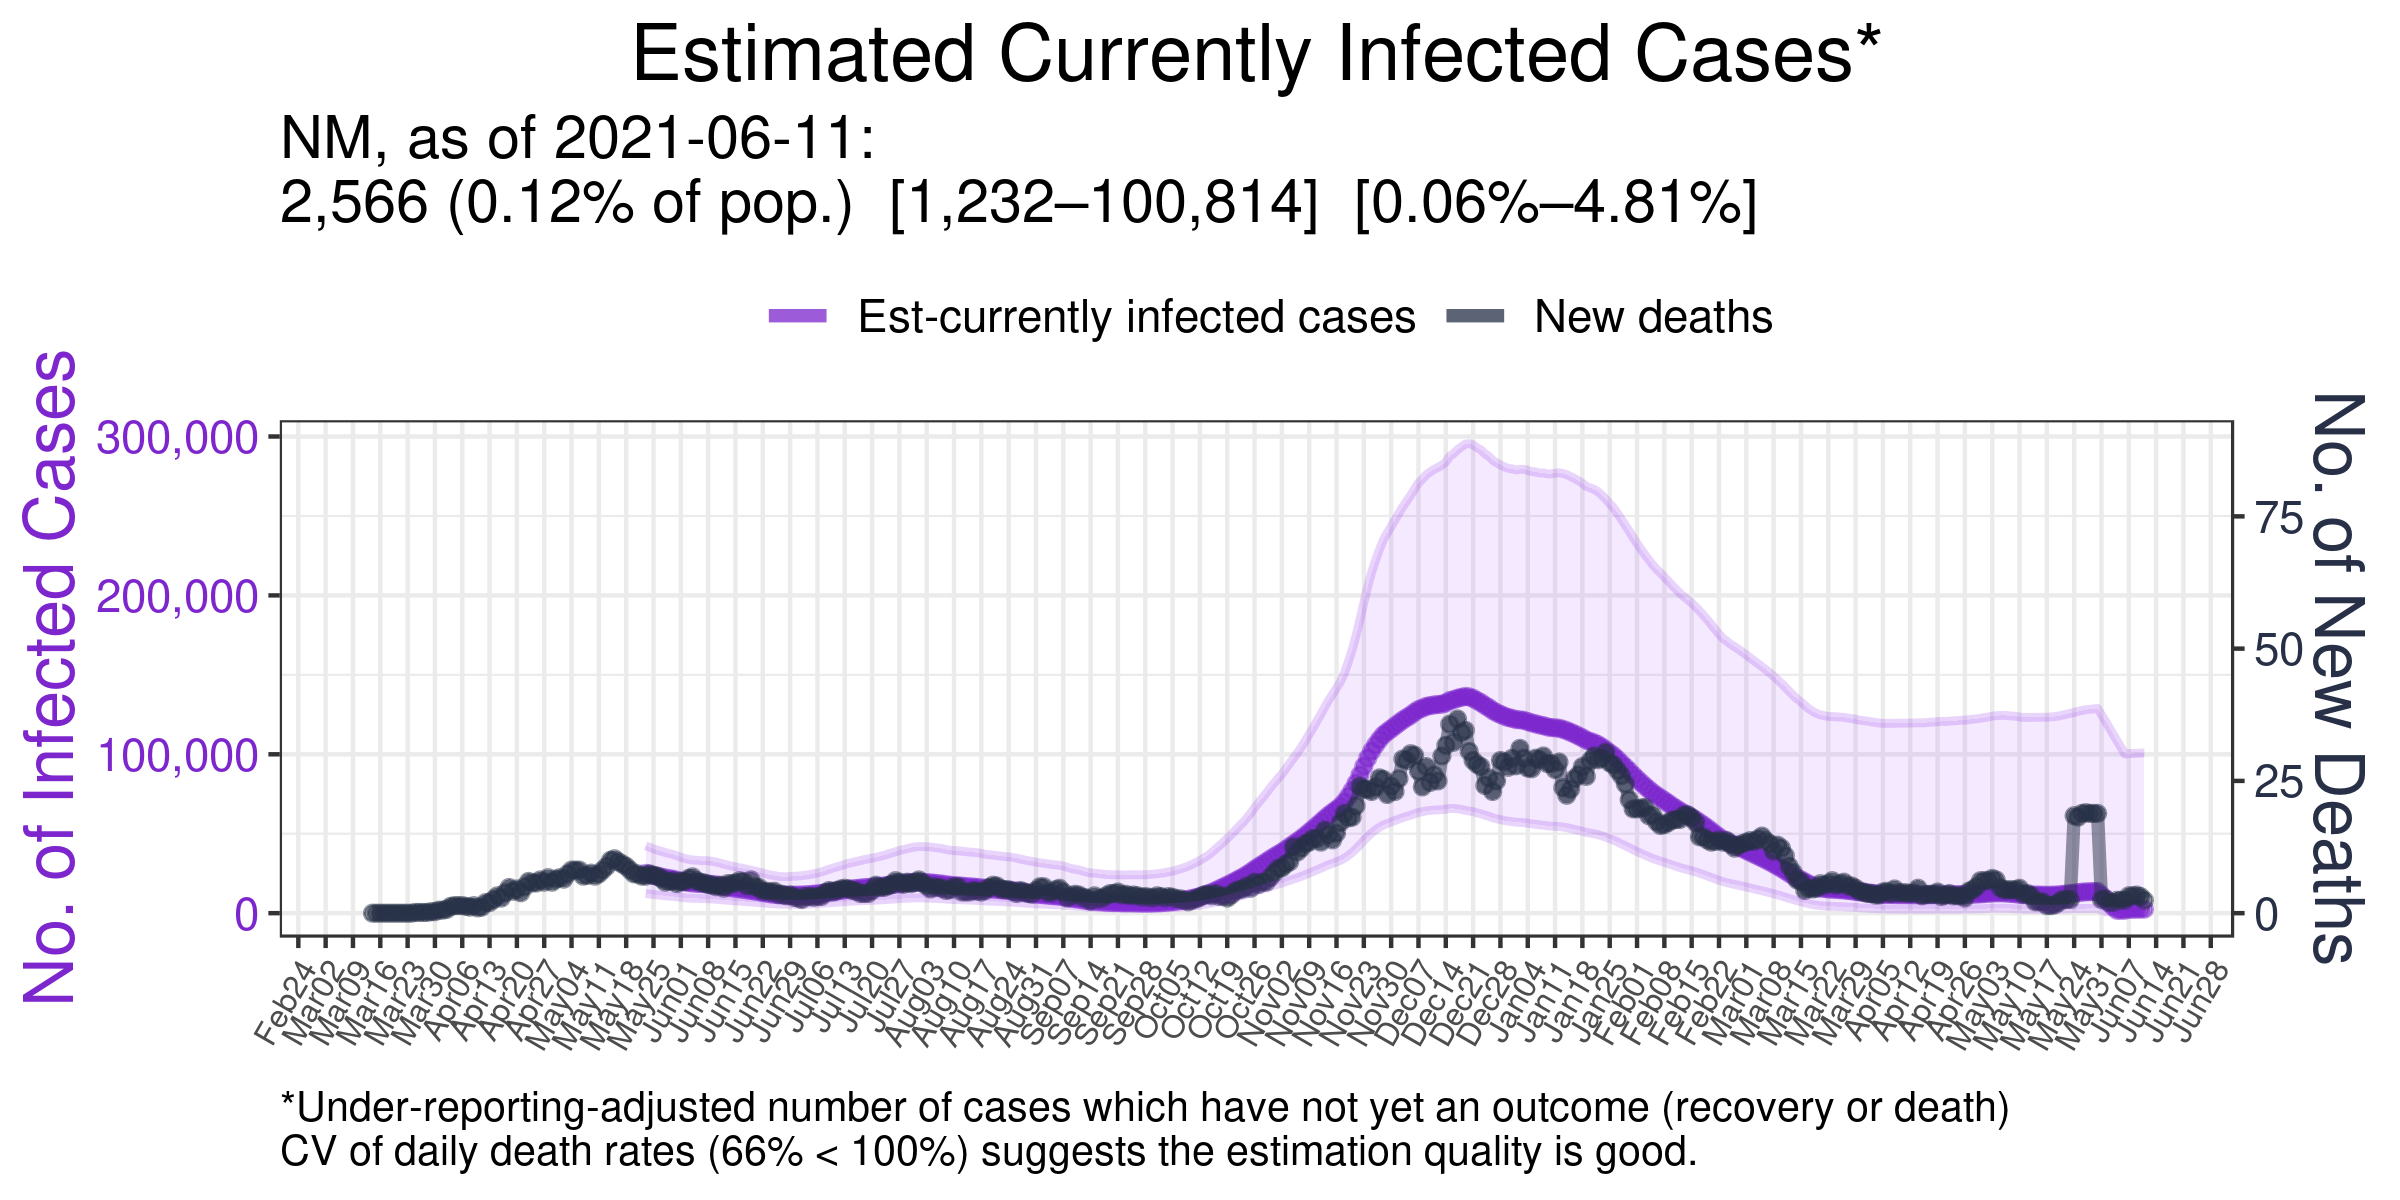 Estimated Currently Infected Cases*
NM, as of 2021-06-11:
2,566 (0.12% of pop.) [1,232–100,814] [0.06%–4.81%]
Est-currently infected cases
New deaths
No. of Infected Cases
300,000
200,000
100,000
0
75
50
25
0
No. of New Deaths
Feb24
Mar02
Mar09
Mar16
Mar23
Mar30
Apr06
Apr13
Apr20
Apr27
May04
May11
May18
May25
Jun01
Jun08
Jun15
Jun22
Jun29
Jul06
Jul13
Jul20
Jul27
Aug03
Aug10
Aug17
Aug24
Aug31
Sep07
Sep14
Sep21
Sep28
Oct05
Oct12
Oct19
Oct26
Nov02
Nov09
Nov16
Nov23
Nov30
Dec07
Dec14
Dec21
Dec28
Jan04
Jan11
Jan18
Jan25
Feb01
Feb08
Feb15
Feb22
Mar01
Mar08
Mar15
Mar22
Mar29
Apr05
Apr12
Apr19
Apr26
May03
May10
May17
May24
May31
Jun07
Jun14
Jun21
Jun28
*Under-reporting-adjusted number of cases which have not yet an outcome (recovery or death)
CV of daily death rates (66% < 100%) suggests the estimation quality is good.